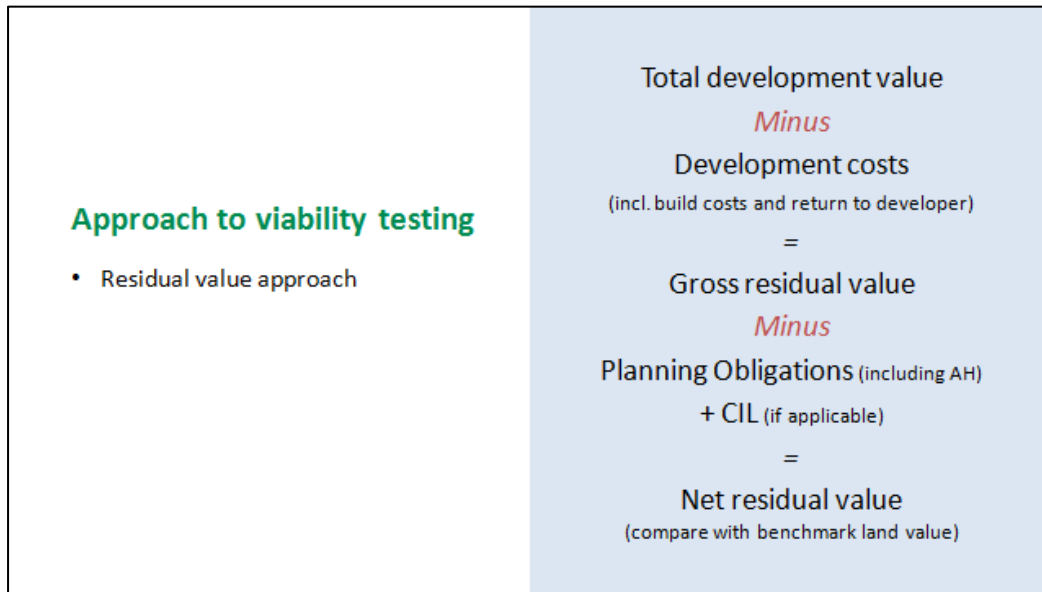 Approach to viability testing
• Residual value approach
Total development value
Minus
Development costs
(incl. build costs and return to developer)
=
Gross residual value
Minus
Planning Obligations (including AH)
+ CIL (if applicable)
=
Net residual value
(compare with benchmark land value)